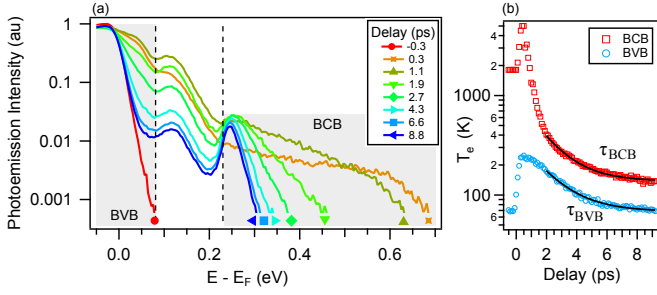 (a)
Photoemission Intensity (au)
1
0.1
0.01
0.001
BVB
BCB
Delay (ps)
-0.3
0.3
1.1
1.9
2.7
4.3
6.6
8.8
0.0
0.2
0.4
0.6
E - E_F (eV)
(b)
BCB
BVB
T_e (K)
4
2
1000
6
4
2
100
6
τ_BCB
τ_BVB
0
2
4
6
8
Delay (ps)